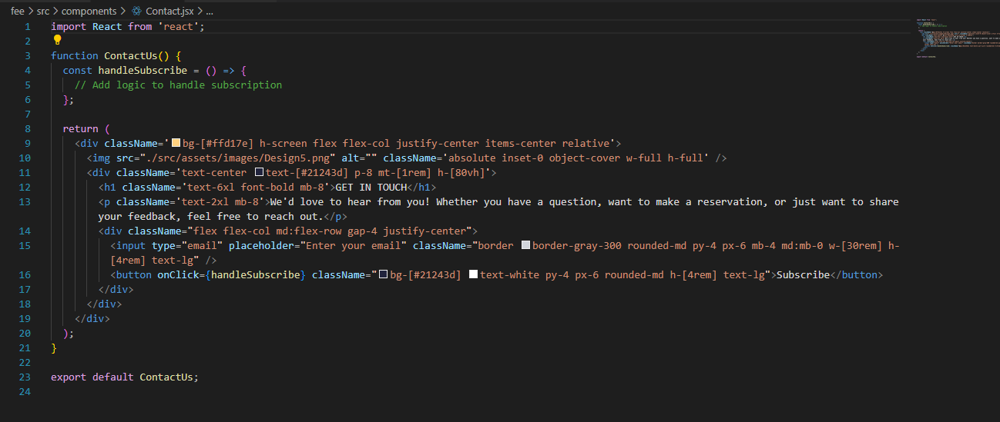 fee > src > components > Contact.jsx > ...
1 import React from 'react';
2
3 function ContactUs() {
4   const handleSubscribe = () => {
5     // Add logic to handle subscription
6   };
7
8   return (
9     <div className='bg-[#ffd17e] h-screen flex flex-col justify-center items-center relative'>
10       <img src="./src/assets/images/Design5.png" alt="" className='absolute inset-0 object-cover w-full h-full' />
11       <div className='text-center text-[#21243d] p-8 mt-[1rem] h-[80vh]'>
12         <h1 className='text-6xl font-bold mb-8'>GET IN TOUCH</h1>
13         <p className='text-2xl mb-8'>We'd love to hear from you! Whether you have a question, want to make a reservation, or just want to share
your feedback, feel free to reach out.</p>
14         <div className="flex flex-col md:flex-row gap-4 justify-center">
15           <input type="email" placeholder="Enter your email" className="border border-gray-300 rounded-md py-4 px-6 mb-4 md:mb-0 w-[30rem] h-
[4rem] text-lg" />
16           <button onClick={handleSubscribe} className="bg-[#21243d] text-white py-4 px-6 rounded-md h-[4rem] text-lg">Subscribe</button>
17         </div>
18       </div>
19     </div>
20   );
21 }
22
23 export default ContactUs;
24